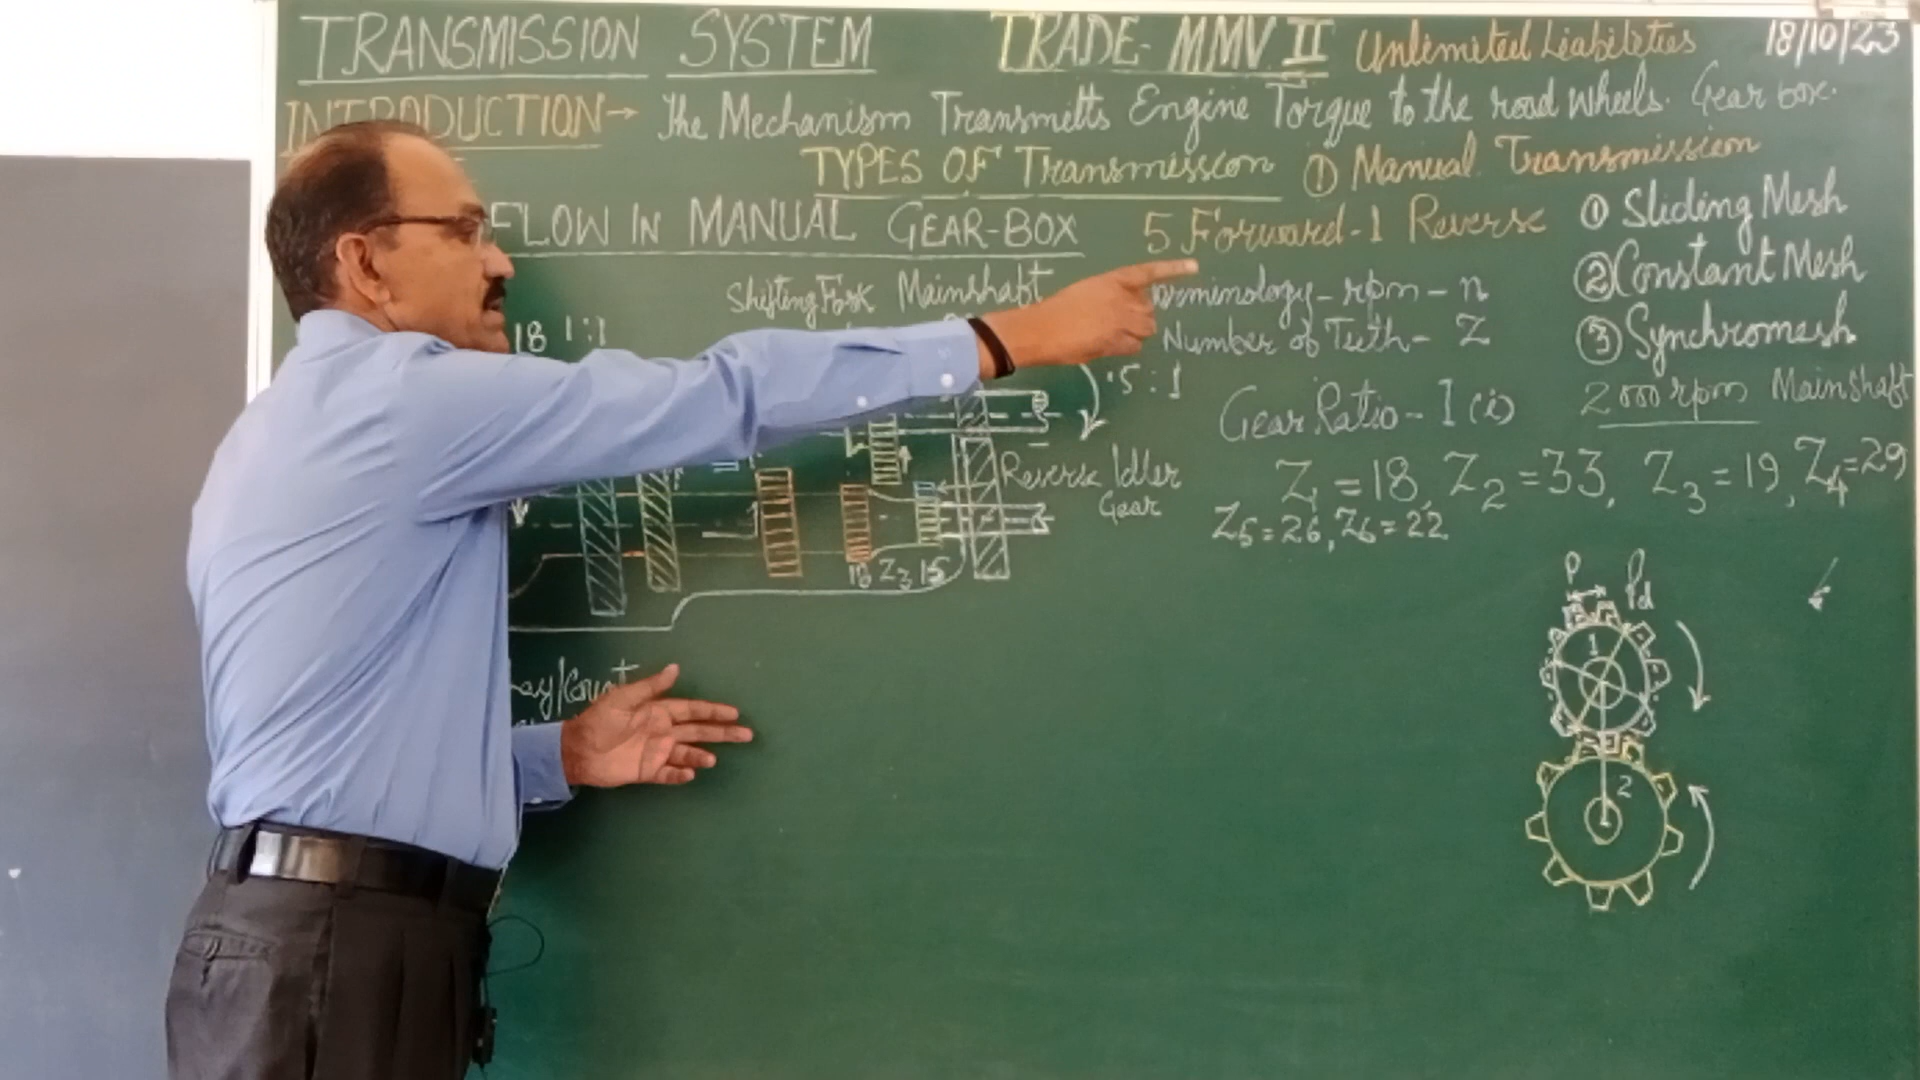 TRANSMISSION SYSTEM TRADE- MMV II Unlimited Liabilities 18/10/23
INTRODUCTION→ The Mechanism Transmitts Engine Torque to the road wheels. Gear box.
TYPES OF Transmission ① Manual Transmission
FLOW IN MANUAL GEAR-BOX 5 Forward-1 Reverse ① Sliding Mesh
Shifting Fork Mainshaft rpm - n ② Constant Mesh
18 1:1 Number of Teeth - Z ③ Synchromesh
.5:1 Gear Ratio - I (i) 2000 rpm Mainshaft
Reverse Idler
Gear
Z1 = 18, Z2 = 33, Z3 = 19, Z4 = 29
Z5 = 26, Z6 = 22
18 Z3 15
P Pd
1
2